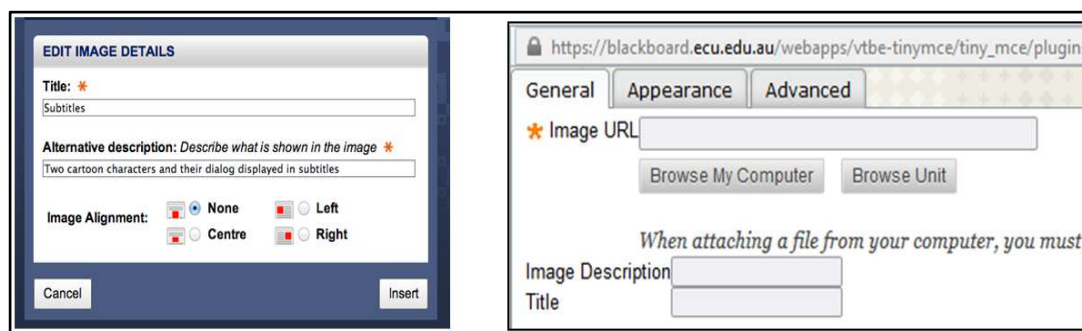 EDIT IMAGE DETAILS
Title: *
Subtitles
Alternative description: Describe what is shown in the image *
Two cartoon characters and their dialog displayed in subtitles
Image Alignment:
None
Left
Centre
Right
Cancel
Insert
https://blackboard.ecu.edu.au/webapps/vtbe-tinymce/tiny_mce/plugin
General Appearance Advanced
* Image URL
Browse My Computer Browse Unit
When attaching a file from your computer, you must
Image Description
Title